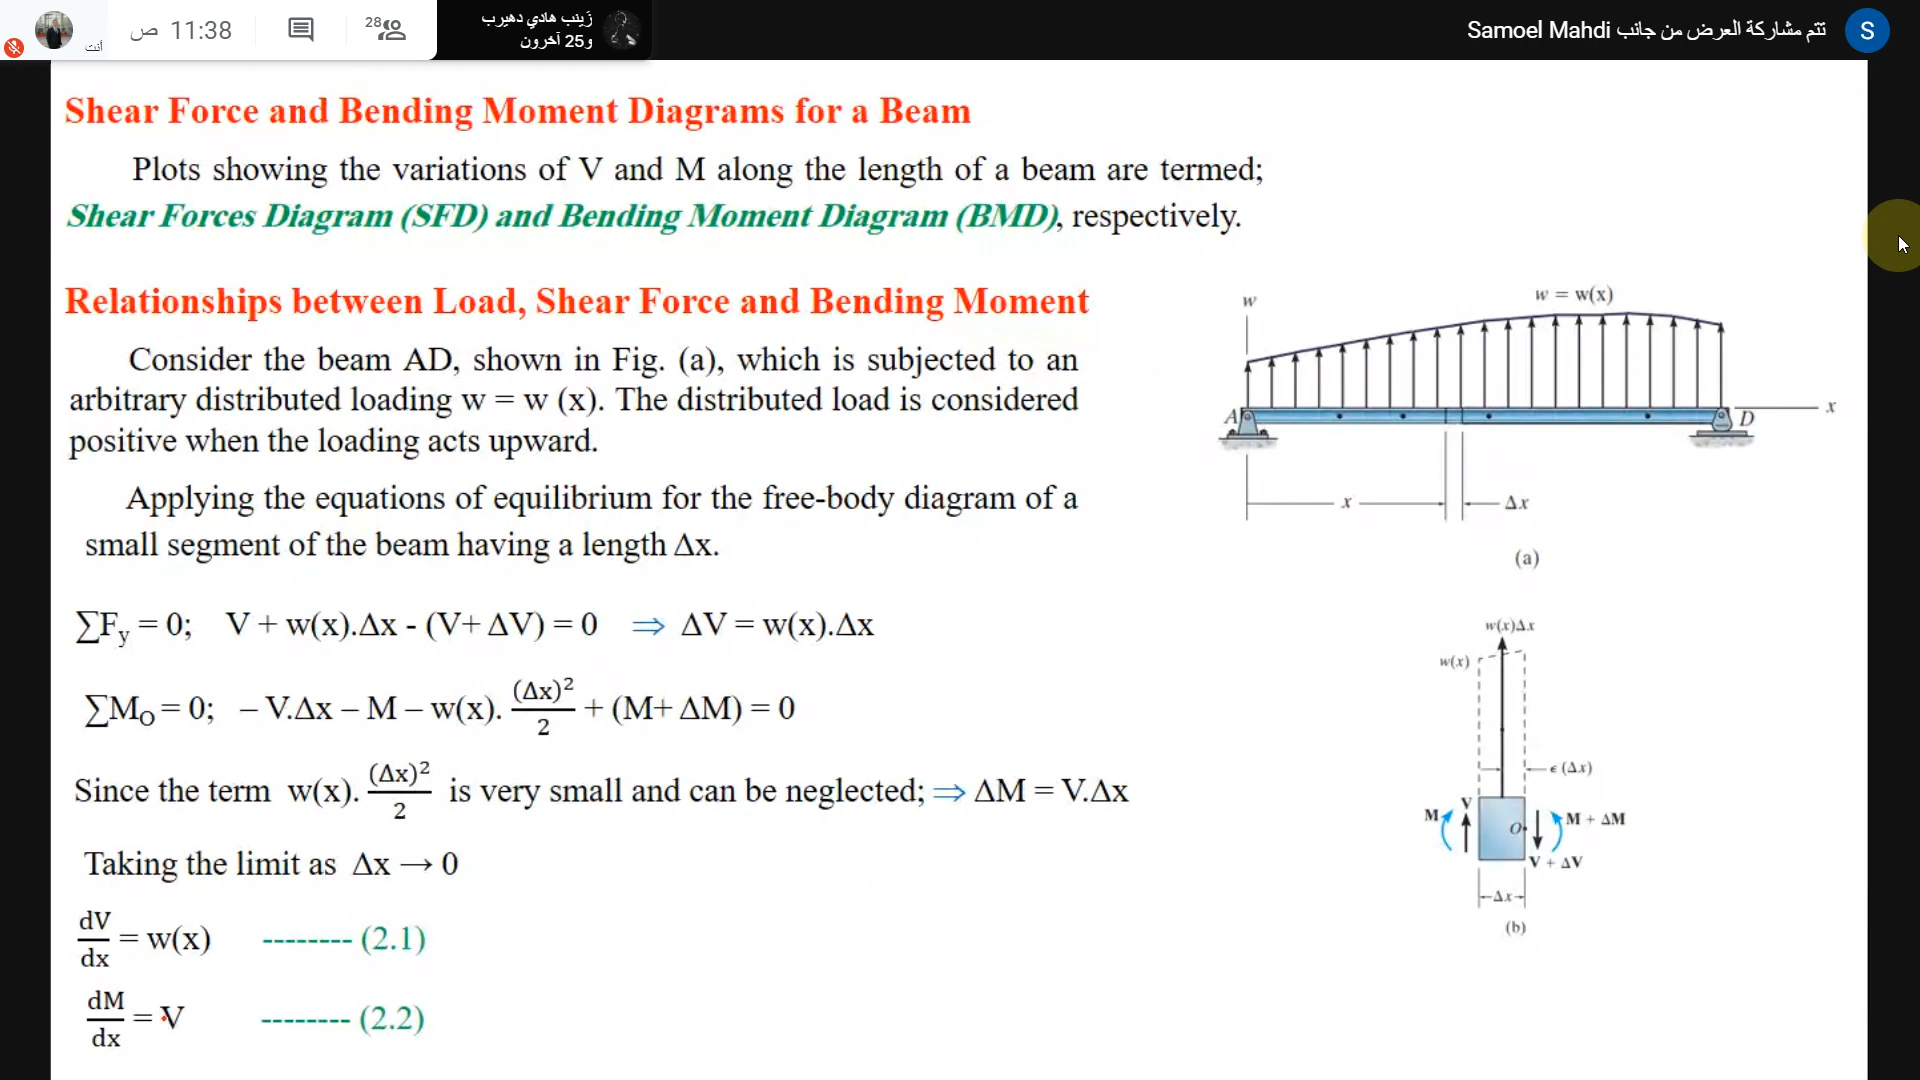 أنت
11:38 ص
28
زَينب هادي دهيرب
و25 آخرون
تتم مشاركة العرض من جانب Samoel Mahdi
S
Shear Force and Bending Moment Diagrams for a Beam
Plots showing the variations of V and M along the length of a beam are termed;
Shear Forces Diagram (SFD) and Bending Moment Diagram (BMD), respectively.
Relationships between Load, Shear Force and Bending Moment
Consider the beam AD, shown in Fig. (a), which is subjected to an
arbitrary distributed loading w = w (x). The distributed load is considered
positive when the loading acts upward.
Applying the equations of equilibrium for the free-body diagram of a
small segment of the beam having a length Δx.
∑Fy = 0; V + w(x).Δx - (V+ ΔV) = 0 ⇒ ΔV = w(x).Δx
∑MO = 0; – V.Δx – M – w(x). (Δx)²/2 + (M+ ΔM) = 0
Since the term w(x). (Δx)²/2 is very small and can be neglected; ⇒ ΔM = V.Δx
Taking the limit as Δx → 0
dV/dx = w(x) -------- (2.1)
dM/dx = V -------- (2.2)
w
w = w(x)
A
D
x
x
Δx
(a)
w(x)Δx
w(x)
ϵ (Δx)
M
V
O
M + ΔM
V + ΔV
Δx
(b)